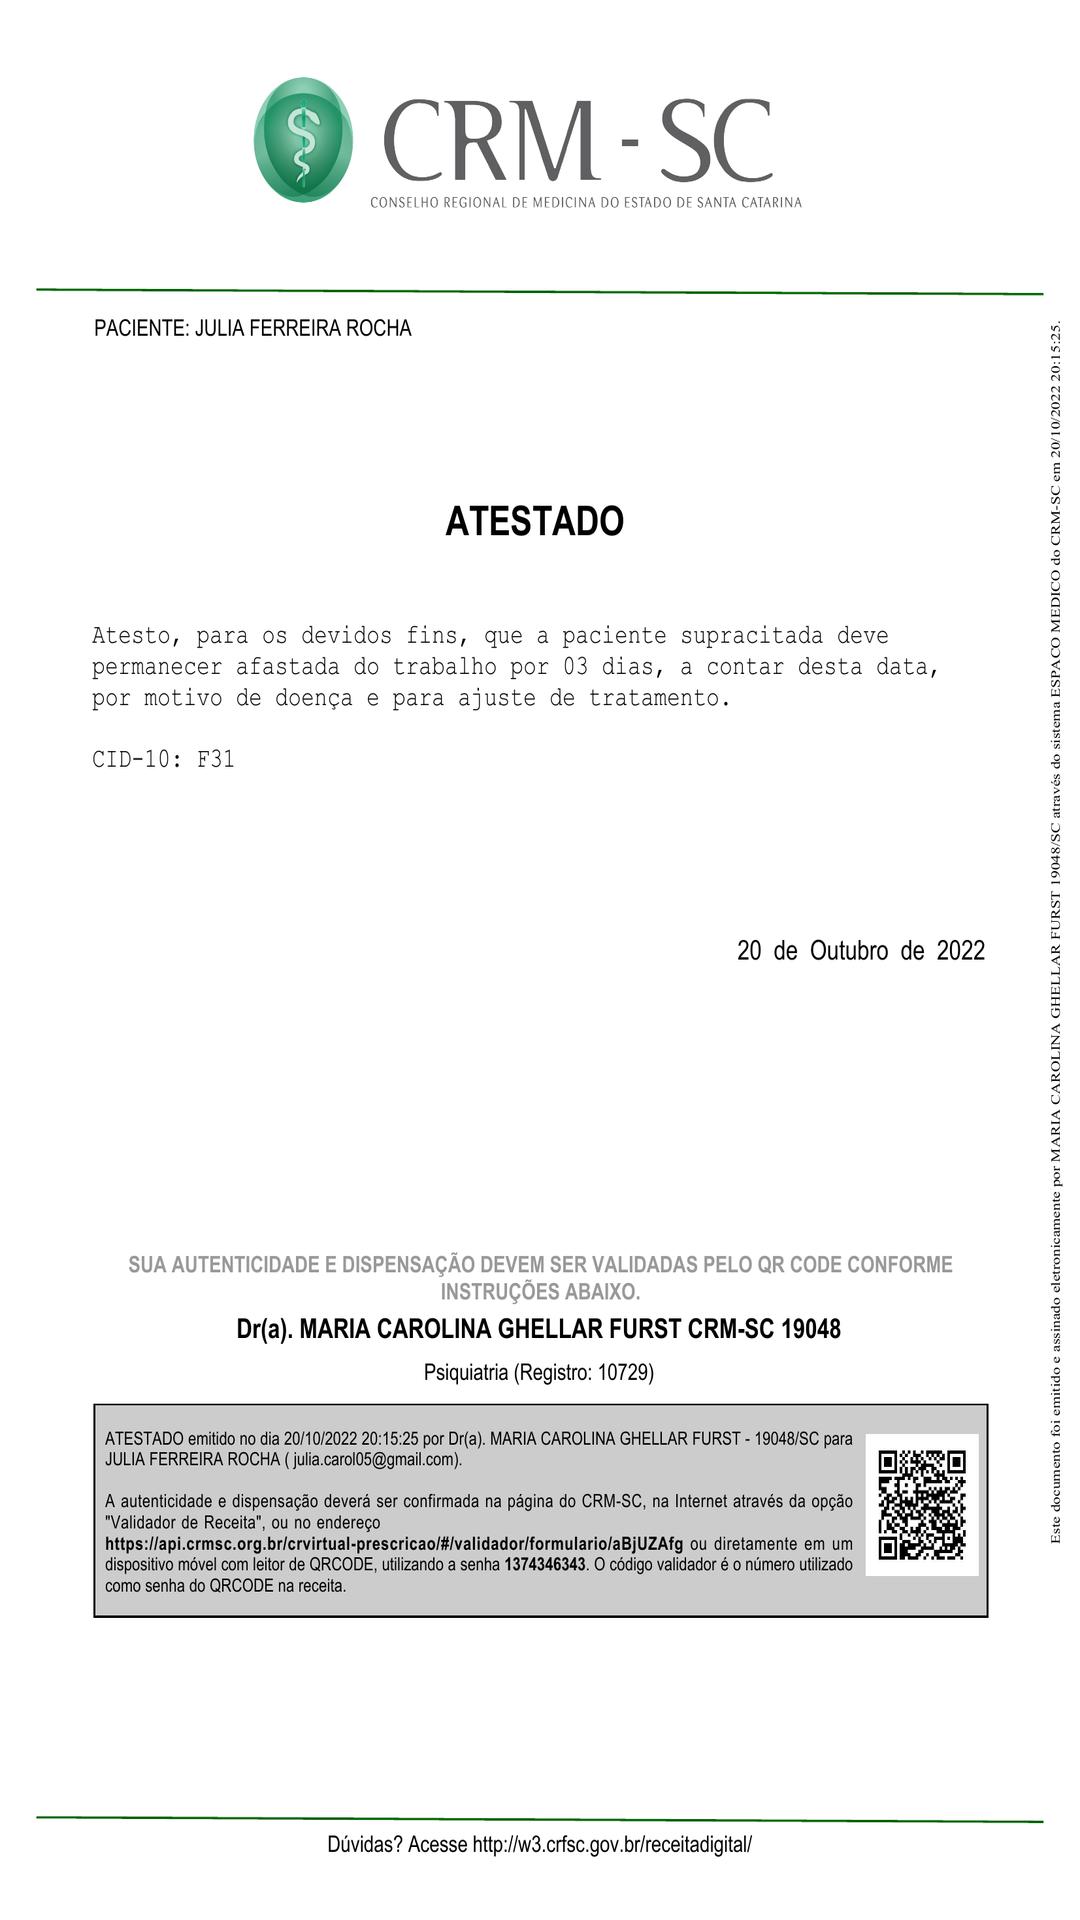 CRM - SC
CONSELHO REGIONAL DE MEDICINA DO ESTADO DE SANTA CATARINA
PACIENTE: JULIA FERREIRA ROCHA
ATESTADO
Atesto, para os devidos fins, que a paciente supracitada deve
permanecer afastada do trabalho por 03 dias, a contar desta data,
por motivo de doença e para ajuste de tratamento.
CID-10: F31
20 de Outubro de 2022
SUA AUTENTICIDADE E DISPENSAÇÃO DEVEM SER VALIDADAS PELO QR CODE CONFORME
INSTRUÇÕES ABAIXO.
Dr(a). MARIA CAROLINA GHELLAR FURST CRM-SC 19048
Psiquiatria (Registro: 10729)
ATESTADO emitido no dia 20/10/2022 20:15:25 por Dr(a). MARIA CAROLINA GHELLAR FURST - 19048/SC para
JULIA FERREIRA ROCHA ( julia.carol05@gmail.com).
A autenticidade e dispensação deverá ser confirmada na página do CRM-SC, na Internet através da opção
"Validador de Receita", ou no endereço
https://api.crmsc.org.br/crvirtual-prescricao/#/validador/formulario/aBjUZAfg ou diretamente em um
dispositivo móvel com leitor de QRCODE, utilizando a senha 1374346343. O código validador é o número utilizado
como senha do QRCODE na receita.
Este documento foi emitido e assinado eletronicamente por MARIA CAROLINA GHELLAR FURST 19048/SC através do sistema ESPACO MEDICO do CRM-SC em 20/10/2022 20:15:25.
Dúvidas? Acesse http://w3.crfsc.gov.br/receitadigital/